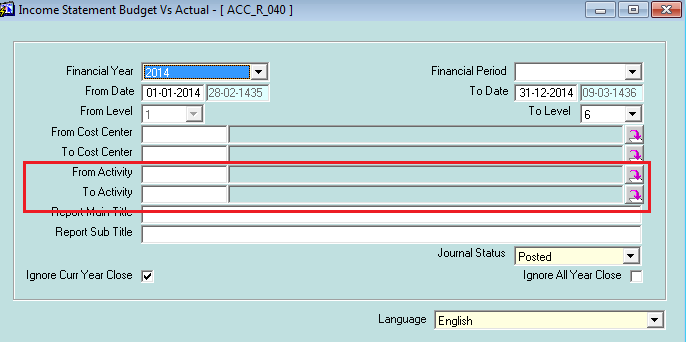 Income Statement Budget Vs Actual - [ ACC_R_040 ]
Financial Year 2014 Financial Period
From Date 01-01-2014 28-02-1435 To Date 31-12-2014 09-03-1436
From Level 1 To Level 6
From Cost Center
To Cost Center
From Activity
To Activity
Report Main Title
Report Sub Title
Journal Status Posted
Ignore Curr Year Close Ignore All Year Close
Language English